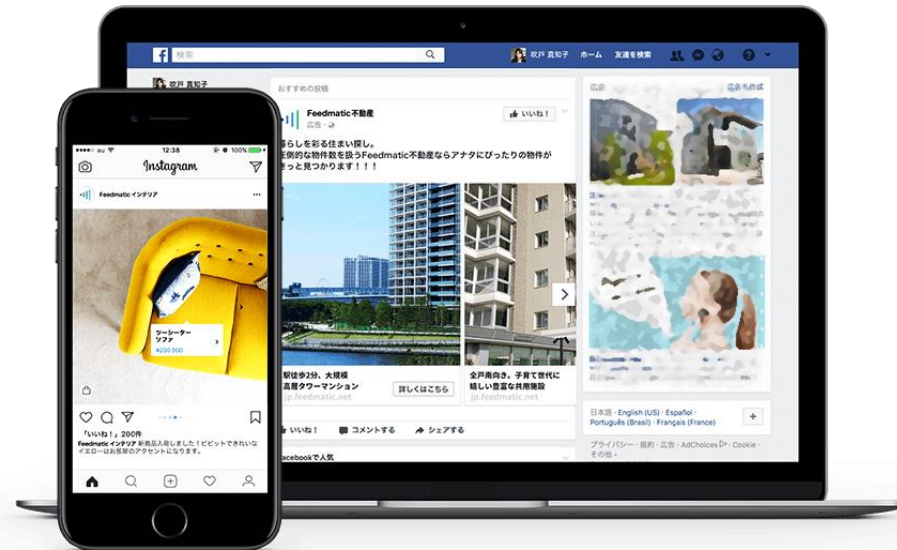 検索
吹戸 真知子 ホーム 友達を検索
吹戸 真知子
おすすめの投稿
Feedmatic 不動産
広告
いいね！
暮らしを彩る住まい探し。
圧倒的な物件数を扱うFeedmatic不動産ならアナタにぴったりの物件が
きっと見つかります！！！
駅徒歩2分、大規模
高層タワーマンション
jp.feedmatic.net
詳しくはこちら
全戸南向き。子育て世代に
嬉しい豊富な共用施設
jp.feedmatic.net
いいね！ コメントする シェアする
acebookで人気
広告 広告を作成
日本語 · English (US) · Español ·
Português (Brasil) · Français (France)
プライバシー · 規約 · 広告 · AdChoices · Cookie ·
その他
au 12:38 100%
Instagram
Feedmatic インテリア
ツーシーター
ソファ
¥200,000
「いいね！」200件
Feedmatic インテリア 新商品入荷しました！ビビットできれいな
イエローはお部屋のアクセントになります。